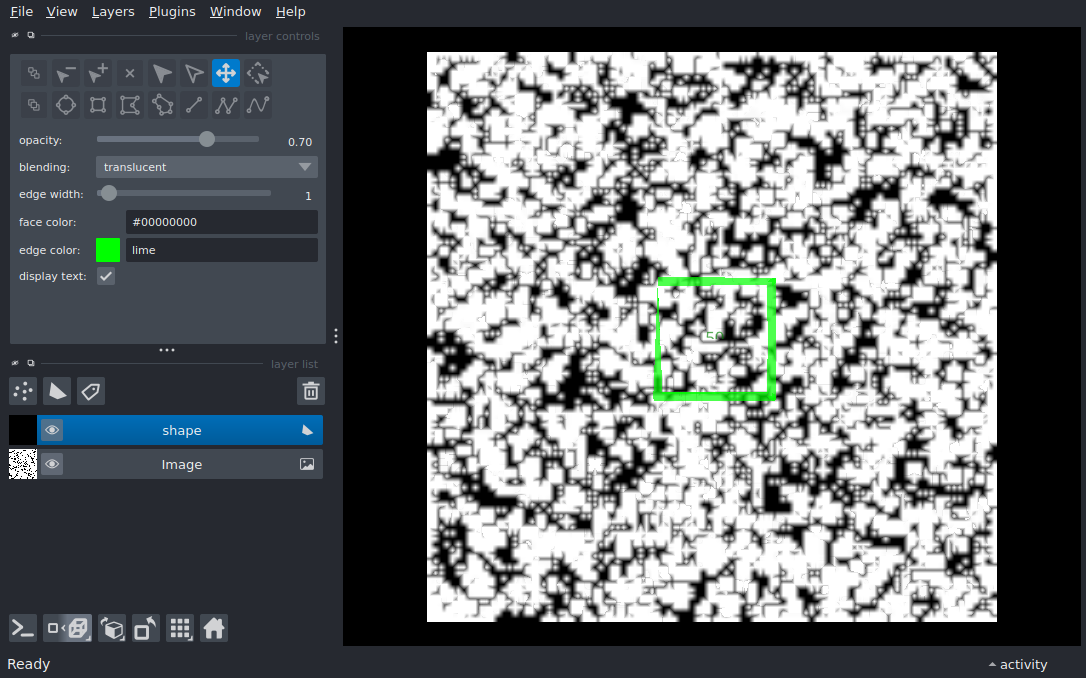 File View Layers Plugins Window Help
layer controls
opacity: 0.70
blending: translucent
edge width: 1
face color: #00000000
edge color: lime
display text:
layer list
shape
Image
Ready
activity